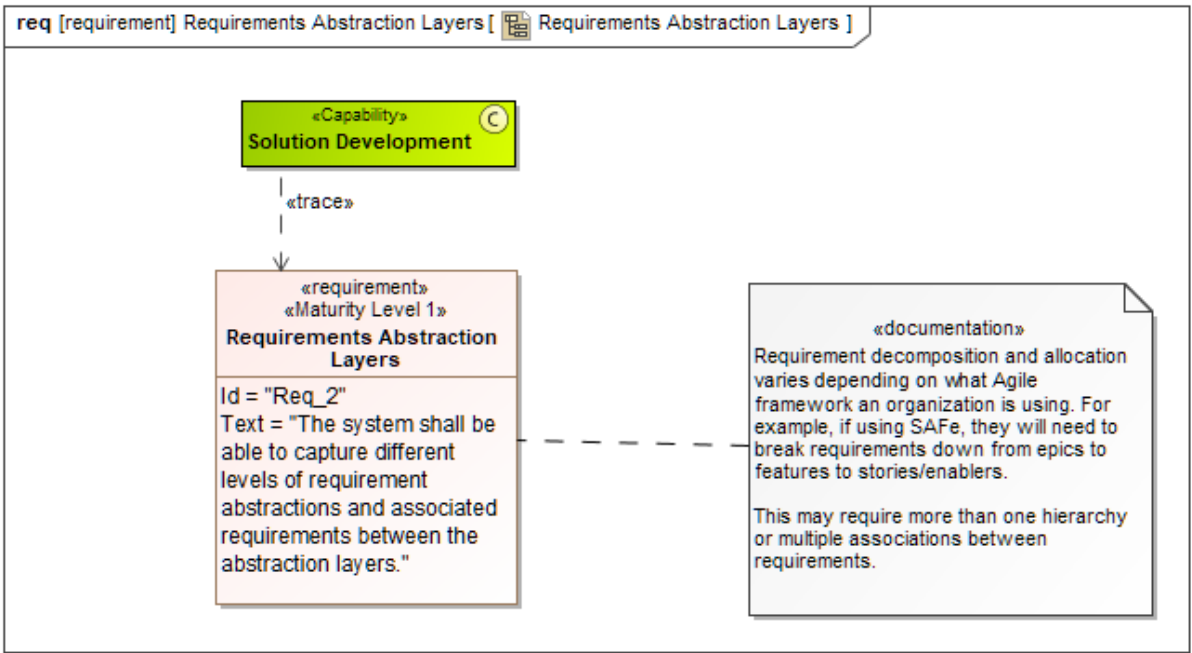 req [requirement] Requirements Abstraction Layers [ Requirements Abstraction Layers ]
«Capability»
C
Solution Development
«trace»
«requirement»
«Maturity Level 1»
Requirements Abstraction
Layers
Id = "Req_2"
Text = "The system shall be
able to capture different
levels of requirement
abstractions and associated
requirements between the
abstraction layers."
«documentation»
Requirement decomposition and allocation
varies depending on what Agile
framework an organization is using. For
example, if using SAFe, they will need to
break requirements down from epics to
features to stories/enablers.
This may require more than one hierarchy
or multiple associations between
requirements.